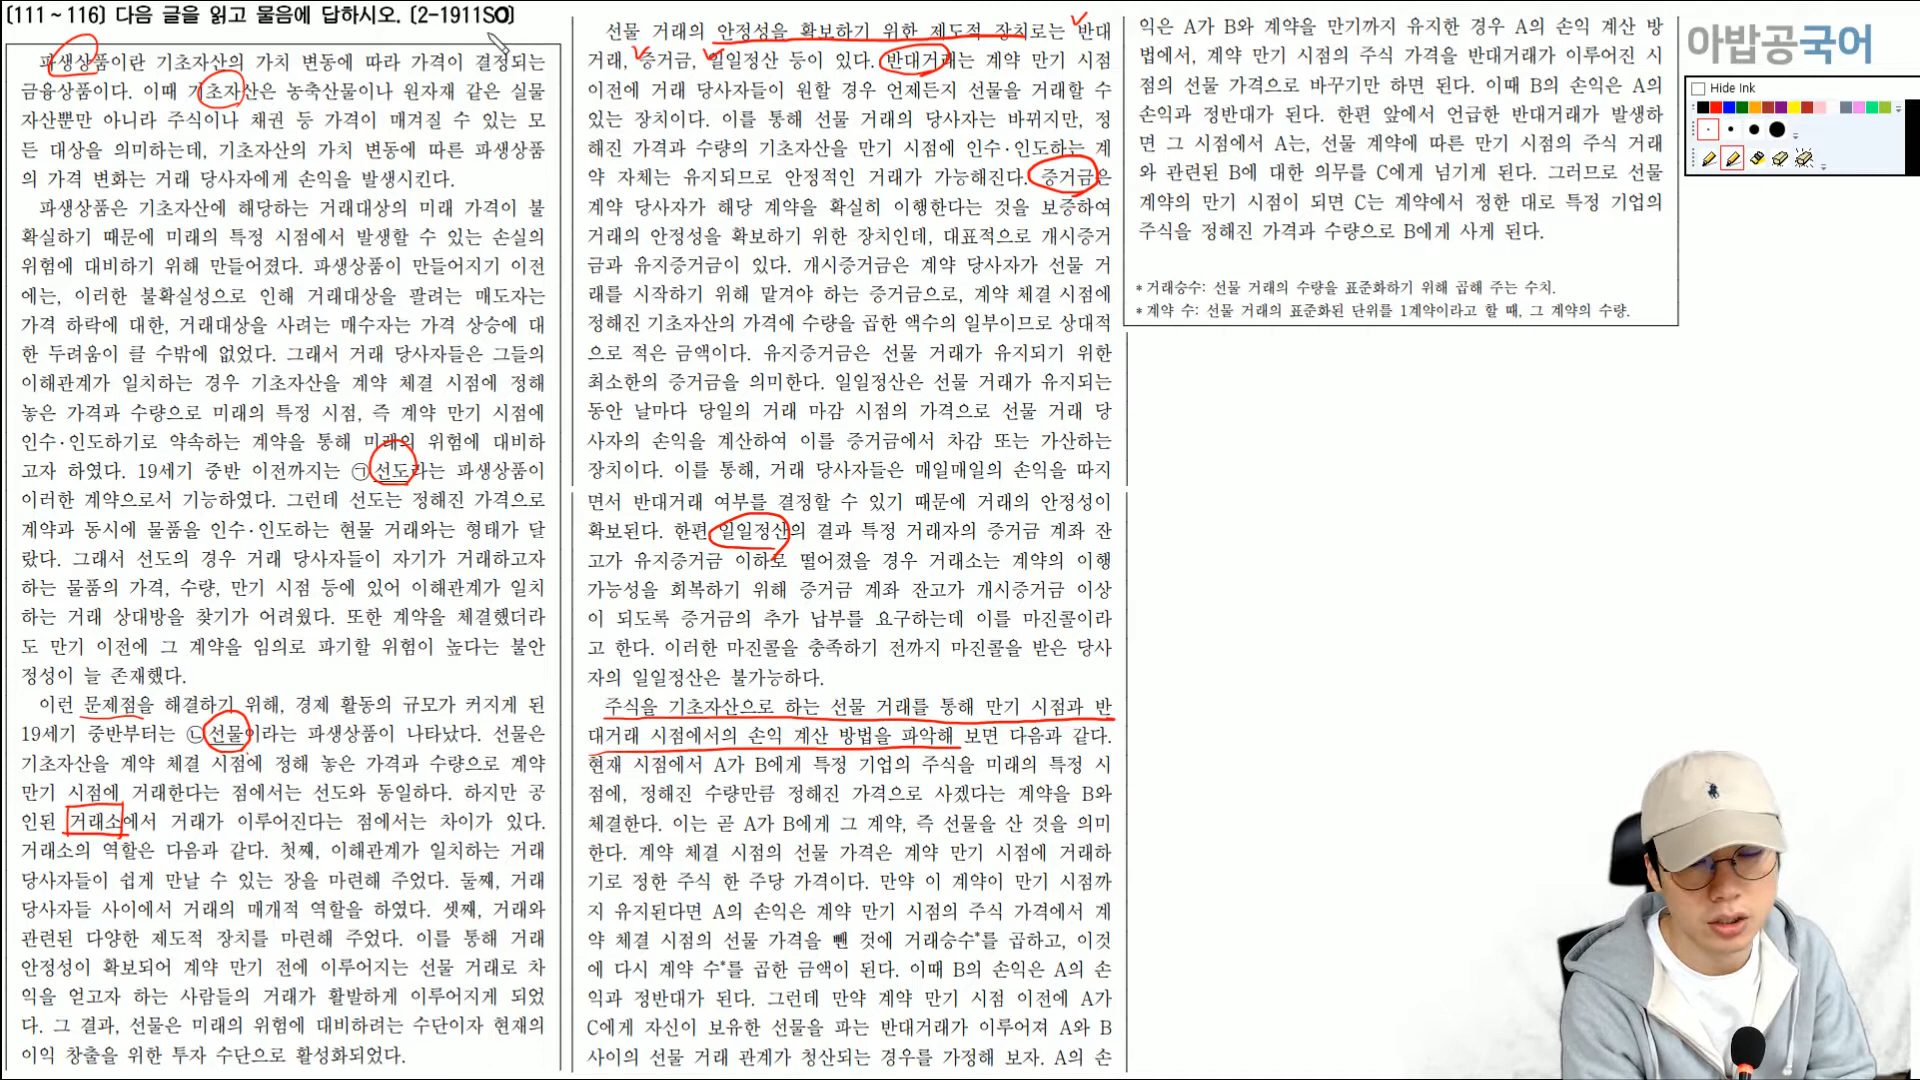 [111 ~ 116] 다음 글을 읽고 물음에 답하시오. [2-1911SO]
파생상품이란 기초자산의 가치 변동에 따라 가격이 결정되는
금융상품이다. 이때 기초자산은 농축산물이나 원자재 같은 실물
자산뿐만 아니라 주식이나 채권 등 가격이 매겨질 수 있는 모
든 대상을 의미하는데, 기초자산의 가치 변동에 따른 파생상품
의 가격 변화는 거래 당사자에게 손익을 발생시킨다.
파생상품은 기초자산에 해당하는 거래대상의 미래 가격이 불
확실하기 때문에 미래의 특정 시점에서 발생할 수 있는 손실의
위험에 대비하기 위해 만들어졌다. 파생상품이 만들어지기 이전
에는, 이러한 불확실성으로 인해 거래대상을 팔려는 매도자는
가격 하락에 대한, 거래대상을 사려는 매수자는 가격 상승에 대
한 두려움이 클 수밖에 없었다. 그래서 거래 당사자들은 그들의
이해관계가 일치하는 경우 기초자산을 계약 체결 시점에 정해
놓은 가격과 수량으로 미래의 특정 시점, 즉 계약 만기 시점에
인수·인도하기로 약속하는 계약을 통해 미래의 위험에 대비하
고자 하였다. 19세기 중반 이전까지는 ㉠선도라는 파생상품이
이러한 계약으로서 기능하였다. 그런데 선도는 정해진 가격으로
계약과 동시에 물품을 인수·인도하는 현물 거래와는 형태가 달
랐다. 그래서 선도의 경우 거래 당사자들이 자기가 거래하고자
하는 물품의 가격, 수량, 만기 시점 등에 있어 이해관계가 일치
하는 거래 상대방을 찾기가 어려웠다. 또한 계약을 체결했더라
도 만기 이전에 그 계약을 임의로 파기할 위험이 높다는 불안
정성이 늘 존재했다.
이런 문제점을 해결하기 위해, 경제 활동의 규모가 커지게 된
19세기 중반부터는 ㉡선물이라는 파생상품이 나타났다. 선물은
기초자산을 계약 체결 시점에 정해 놓은 가격과 수량으로 계약
만기 시점에 거래한다는 점에서는 선도와 동일하다. 하지만 공
인된 거래소에서 거래가 이루어진다는 점에서는 차이가 있다.
거래소의 역할은 다음과 같다. 첫째, 이해관계가 일치하는 거래
당사자들이 쉽게 만날 수 있는 장을 마련해 주었다. 둘째, 거래
당사자들 사이에서 거래의 매개적 역할을 하였다. 셋째, 거래와
관련된 다양한 제도적 장치를 마련해 주었다. 이를 통해 거래
안정성이 확보되어 계약 만기 전에 이루어지는 선물 거래로 차
익을 얻고자 하는 사람들의 거래가 활발하게 이루어지게 되었
다. 그 결과, 선물은 미래의 위험에 대비하려는 수단이자 현재의
이익 창출을 위한 투자 수단으로 활성화되었다.
선물 거래의 안정성을 확보하기 위한 제도적 장치로는 반대
거래, 증거금, 일일정산 등이 있다. 반대거래는 계약 만기 시점
이전에 거래 당사자들이 원할 경우 언제든지 선물을 거래할 수
있는 장치이다. 이를 통해 선물 거래의 당사자는 바뀌지만, 정
해진 가격과 수량의 기초자산을 만기 시점에 인수·인도하는 계
약 자체는 유지되므로 안정적인 거래가 가능해진다. 증거금은
계약 당사자가 해당 계약을 확실히 이행한다는 것을 보증하여
거래의 안정성을 확보하기 위한 장치인데, 대표적으로 개시증거
금과 유지증거금이 있다. 개시증거금은 계약 당사자가 선물 거
래를 시작하기 위해 맡겨야 하는 증거금으로, 계약 체결 시점에
정해진 기초자산의 가격에 수량을 곱한 액수의 일부이므로 상대적
으로 적은 금액이다. 유지증거금은 선물 거래가 유지되기 위한
최소한의 증거금을 의미한다. 일일정산은 선물 거래가 유지되는
동안 날마다 당일의 거래 마감 시점의 가격으로 선물 거래 당
사자의 손익을 계산하여 이를 증거금에서 차감 또는 가산하는
장치이다. 이를 통해, 거래 당사자들은 매일매일의 손익을 따지
면서 반대거래 여부를 결정할 수 있기 때문에 거래의 안정성이
확보된다. 한편 일일정산의 결과 특정 거래자의 증거금 계좌 잔
고가 유지증거금 이하로 떨어졌을 경우 거래소는 계약의 이행
가능성을 회복하기 위해 증거금 계좌 잔고가 개시증거금 이상
이 되도록 증거금의 추가 납부를 요구하는데 이를 마진콜이라
고 한다. 이러한 마진콜을 충족하기 전까지 마진콜을 받은 당사
자의 일일정산은 불가능하다.
주식을 기초자산으로 하는 선물 거래를 통해 만기 시점과 반
대거래 시점에서의 손익 계산 방법을 파악해 보면 다음과 같다.
현재 시점에서 A가 B에게 특정 기업의 주식을 미래의 특정 시
점에, 정해진 수량만큼 정해진 가격으로 사겠다는 계약을 B와
체결한다. 이는 곧 A가 B에게 그 계약, 즉 선물을 산 것을 의미
한다. 계약 체결 시점의 선물 가격은 계약 만기 시점에 거래하
기로 정한 주식 한 주당 가격이다. 만약 이 계약이 만기 시점까
지 유지된다면 A의 손익은 계약 만기 시점의 주식 가격에서 계
약 체결 시점의 선물 가격을 뺀 것에 거래승수*를 곱하고, 이것
에 다시 계약 수*를 곱한 금액이 된다. 이때 B의 손익은 A의 손
익과 정반대가 된다. 그런데 만약 계약 만기 시점 이전에 A가
C에게 자신이 보유한 선물을 파는 반대거래가 이루어져 A와 B
사이의 선물 거래 관계가 청산되는 경우를 가정해 보자. A의 손
익은 A가 B와 계약을 만기까지 유지한 경우 A의 손익 계산 방
법에서, 계약 만기 시점의 주식 가격을 반대거래가 이루어진 시
점의 선물 가격으로 바꾸기만 하면 된다. 이때 B의 손익은 A의
손익과 정반대가 된다. 한편 앞에서 언급한 반대거래가 발생하
면 그 시점에서 A는, 선물 계약에 따른 만기 시점의 주식 거래
와 관련된 B에 대한 의무를 C에게 넘기게 된다. 그러므로 선물
계약의 만기 시점이 되면 C는 계약에서 정한 대로 특정 기업의
주식을 정해진 가격과 수량으로 B에게 사게 된다.
* 거래승수: 선물 거래의 수량을 표준화하기 위해 곱해 주는 수치.
* 계약 수: 선물 거래의 표준화된 단위를 1계약이라고 할 때, 그 계약의 수량.
아밥공국어
Hide Ink